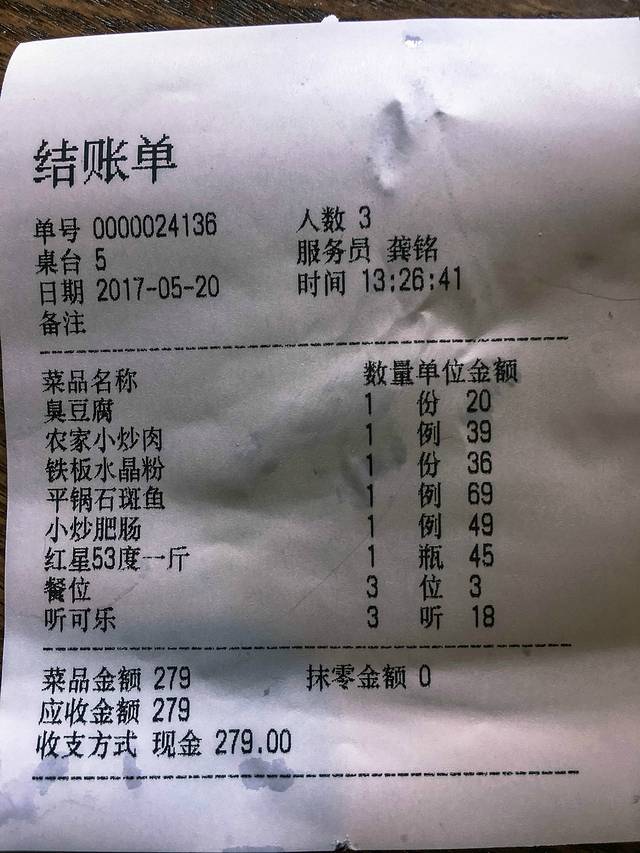 结账单
单号 0000024136 人数 3
桌台 5 服务员 龚铭
日期 2017-05-20 时间 13:26:41
备注
菜品名称 数量单位金额
臭豆腐 1 份 20
农家小炒肉 1 例 39
铁板水晶粉 1 份 36
平锅石斑鱼 1 例 69
小炒肥肠 1 例 49
红星53度一斤 1 瓶 45
餐位 3 位 3
听可乐 3 听 18
菜品金额 279 抹零金额 0
应收金额 279
收支方式 现金 279.00